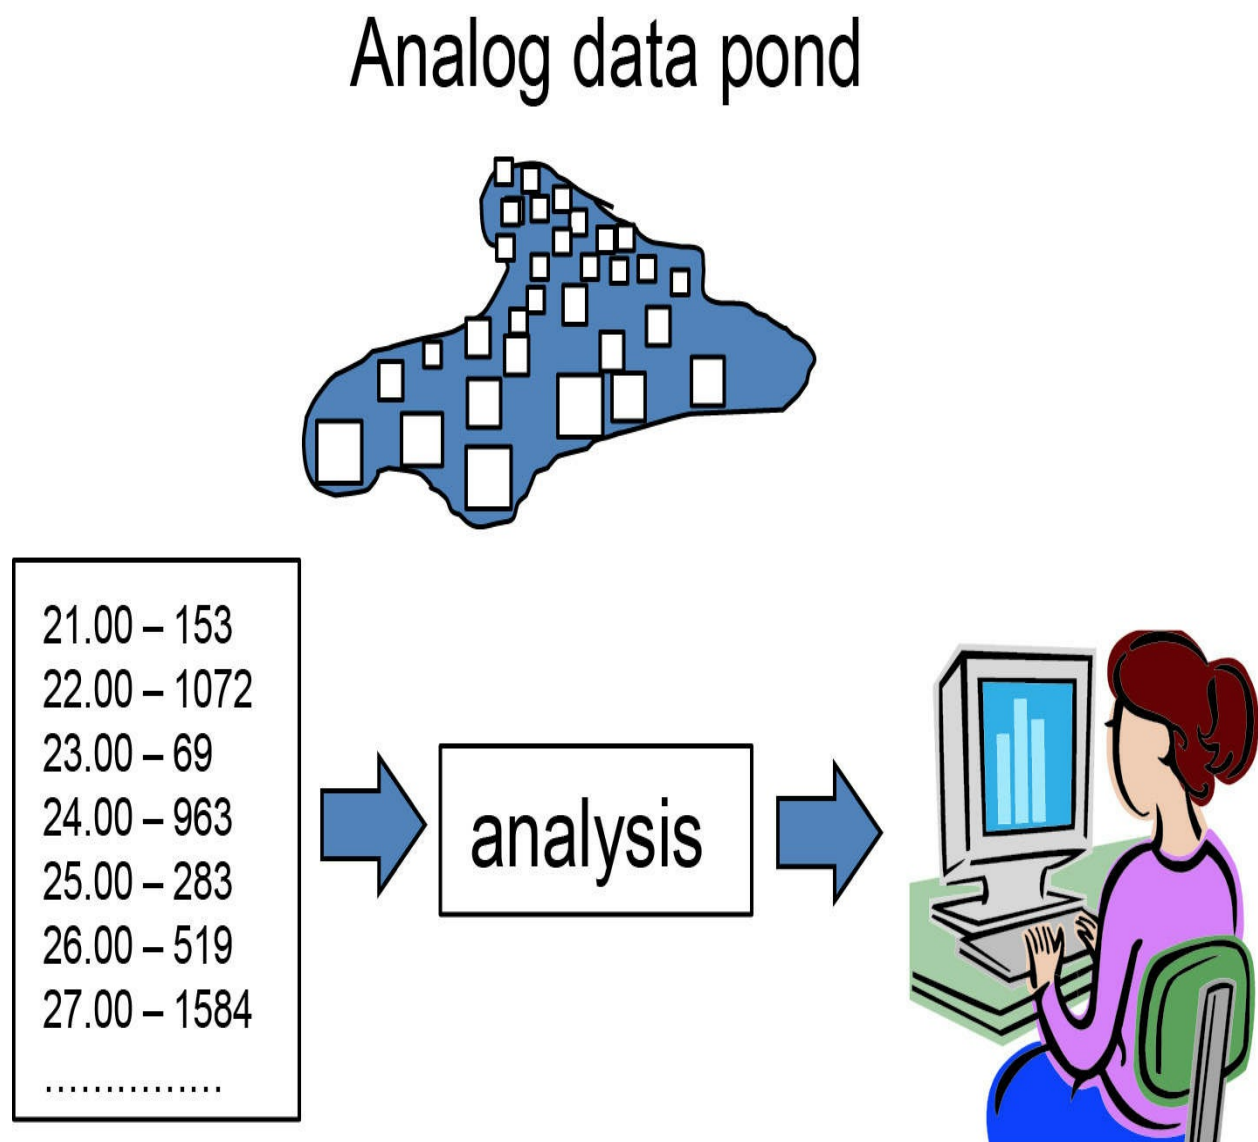 Analog data pond
21.00 – 153
22.00 – 1072
23.00 – 69
24.00 – 963
25.00 – 283
26.00 – 519
27.00 – 1584
...............
analysis